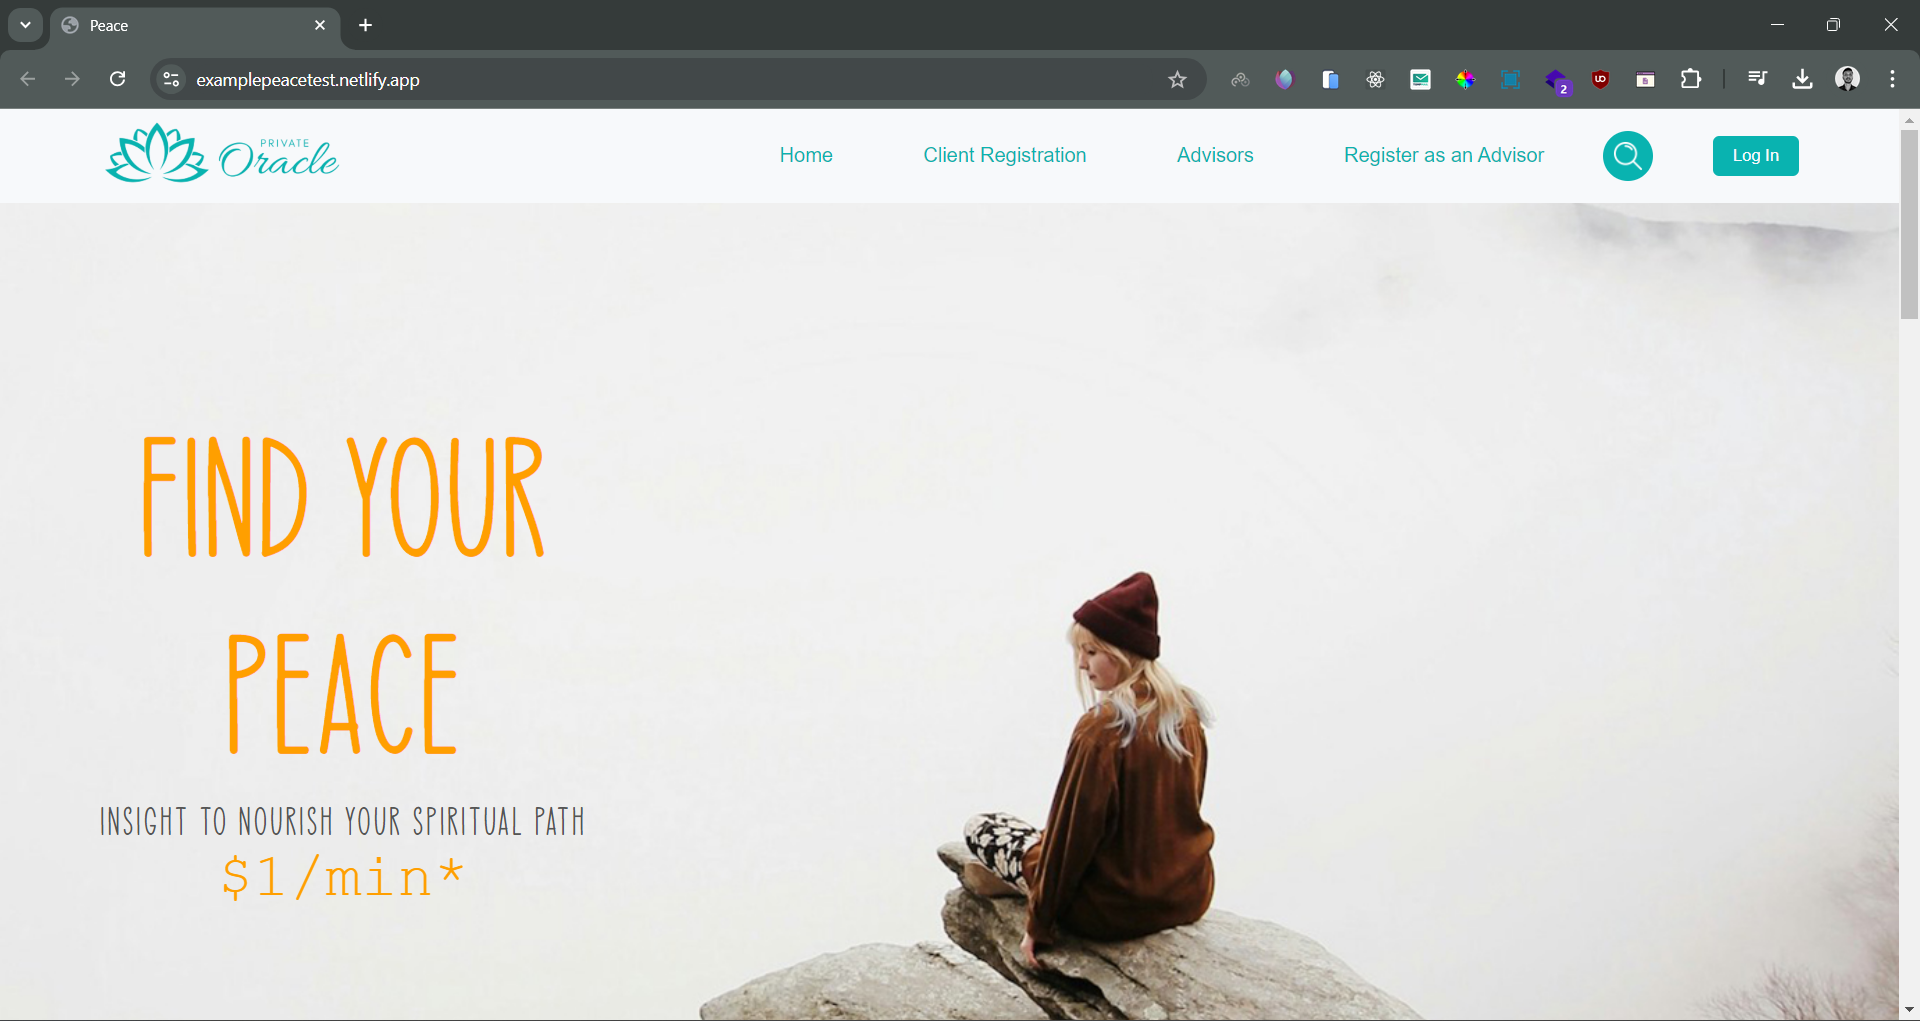 Peace
examplepeacetest.netlify.app
2
PRIVATE
Oracle
Home
Client Registration
Advisors
Register as an Advisor
Log In
FIND YOUR
PEACE
INSIGHT TO NOURISH YOUR SPIRITUAL PATH
$1/min*